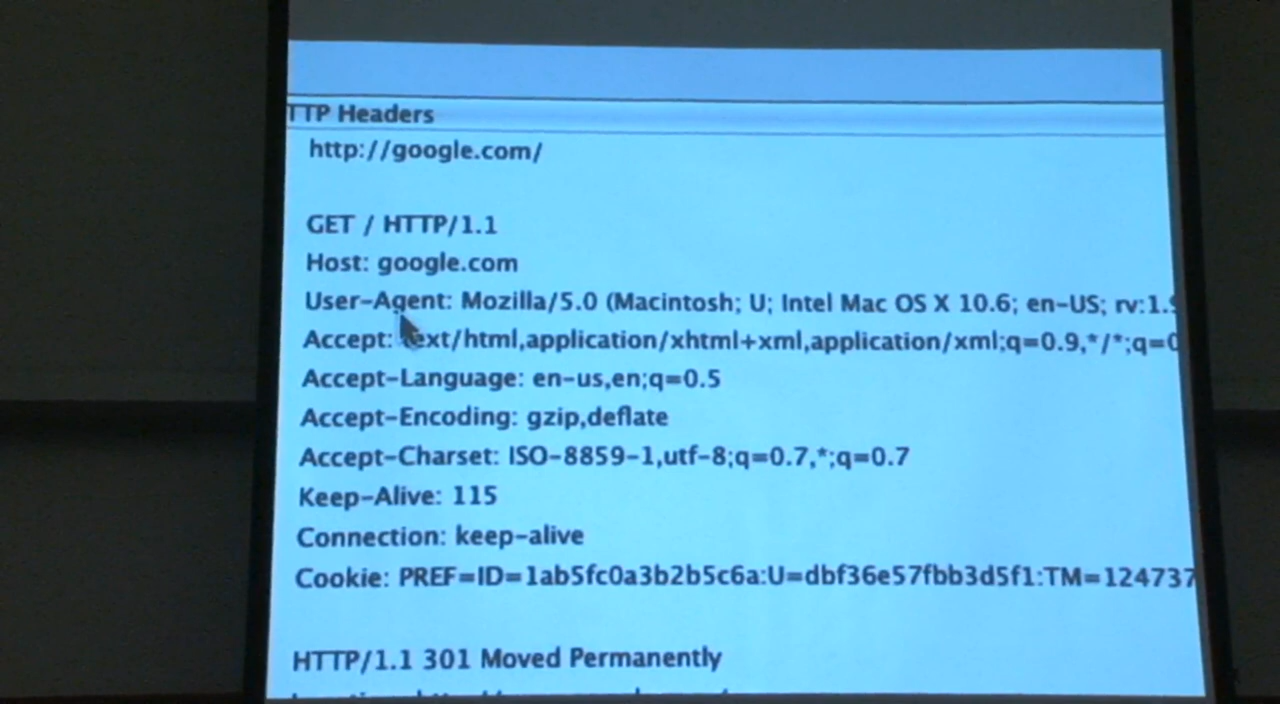 TTP Headers
http://google.com/
GET / HTTP/1.1
Host: google.com
User-Agent: Mozilla/5.0 (Macintosh; U; Intel Mac OS X 10.6; en-US; rv:1.9
Accept: text/html,application/xhtml+xml,application/xml;q=0.9,*/*;q=0
Accept-Language: en-us,en;q=0.5
Accept-Encoding: gzip,deflate
Accept-Charset: ISO-8859-1,utf-8;q=0.7,*;q=0.7
Keep-Alive: 115
Connection: keep-alive
Cookie: PREF=ID=1ab5fc0a3b2b5c6a:U=dbf36e57fbb3d5f1:TM=124737
HTTP/1.1 301 Moved Permanently